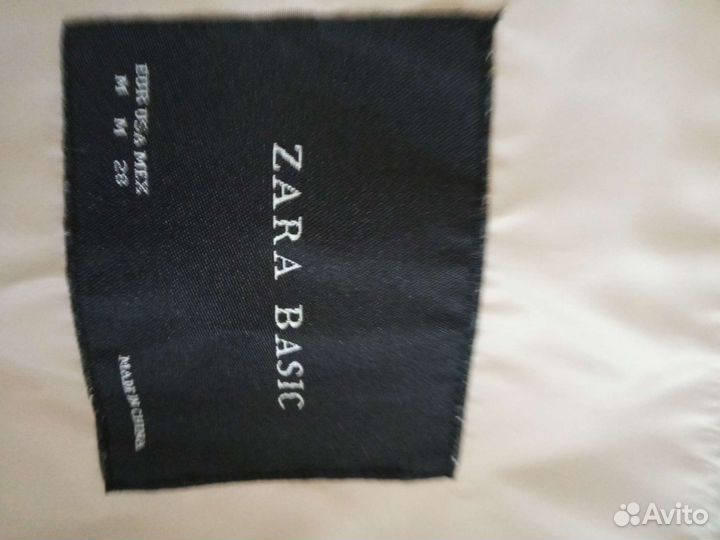 ZARA BASIC
EUR USA MEX
M M 28
MADE IN CHINA
Avito